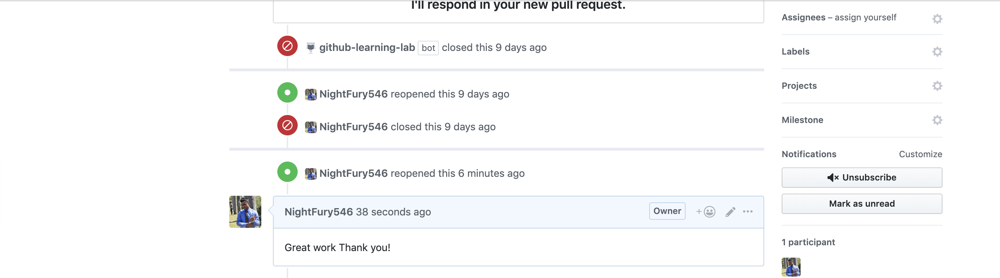 I'll respond in your new pull request.
github-learning-lab bot closed this 9 days ago
NightFury546 reopened this 9 days ago
NightFury546 closed this 9 days ago
NightFury546 reopened this 6 minutes ago
NightFury546 38 seconds ago
Owner
Great work Thank you!
Assignees – assign yourself
Labels
Projects
Milestone
Notifications
Customize
Unsubscribe
Mark as unread
1 participant